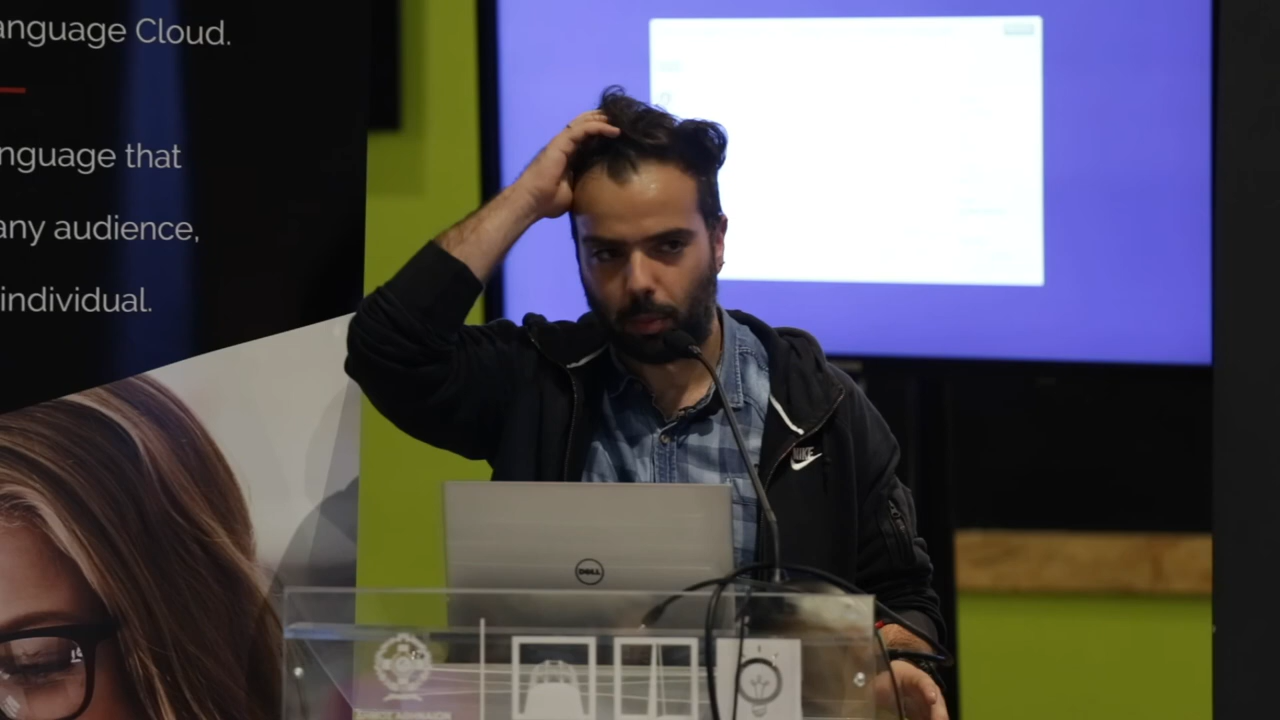 anguage Cloud.
nguage that
any audience,
individual.
NIKE
DELL